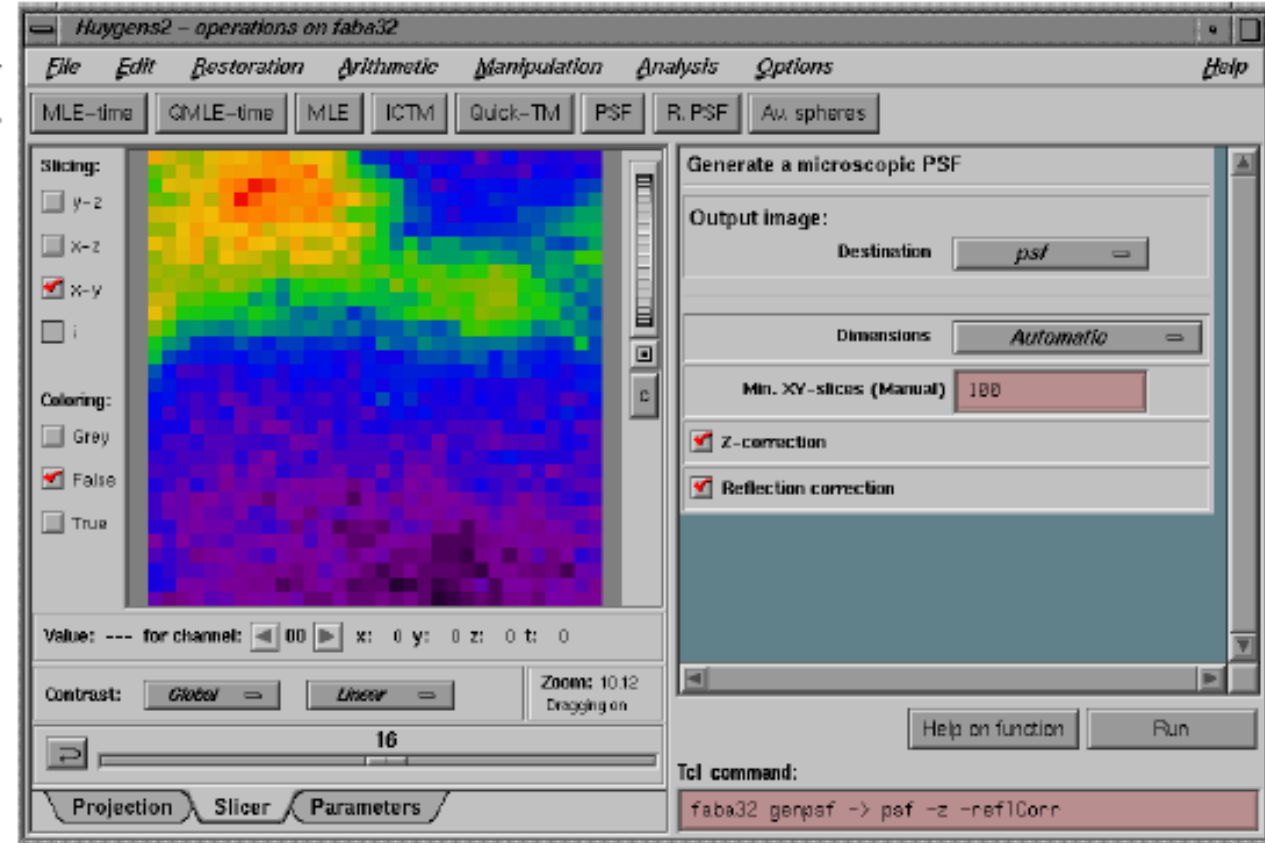 Huygens2 – operations on faba32
File Edit Restoration Arithmetic Manipulation Analysis Options Help
MLE-time QMLE-time MLE ICTM Quick-TM PSF R. PSF Av. spheres
Slicing:
y-z
x-z
x-y
i
Coloring:
Grey
False
True
Value: --- for channel: 00 x: 0 y: 0 z: 0 t: 0
Contrast: Global Linear Zoom: 10.12
Dragging on
16
Projection Slicer Parameters
c
Generate a microscopic PSF
Output image:
Destination psf
Dimensions Automatic
Min. XY-slices (Manual) 100
Z-correction
Reflection correction
Help on function Run
Tcl command:
faba32 genpsf -> psf -z -reflCorr